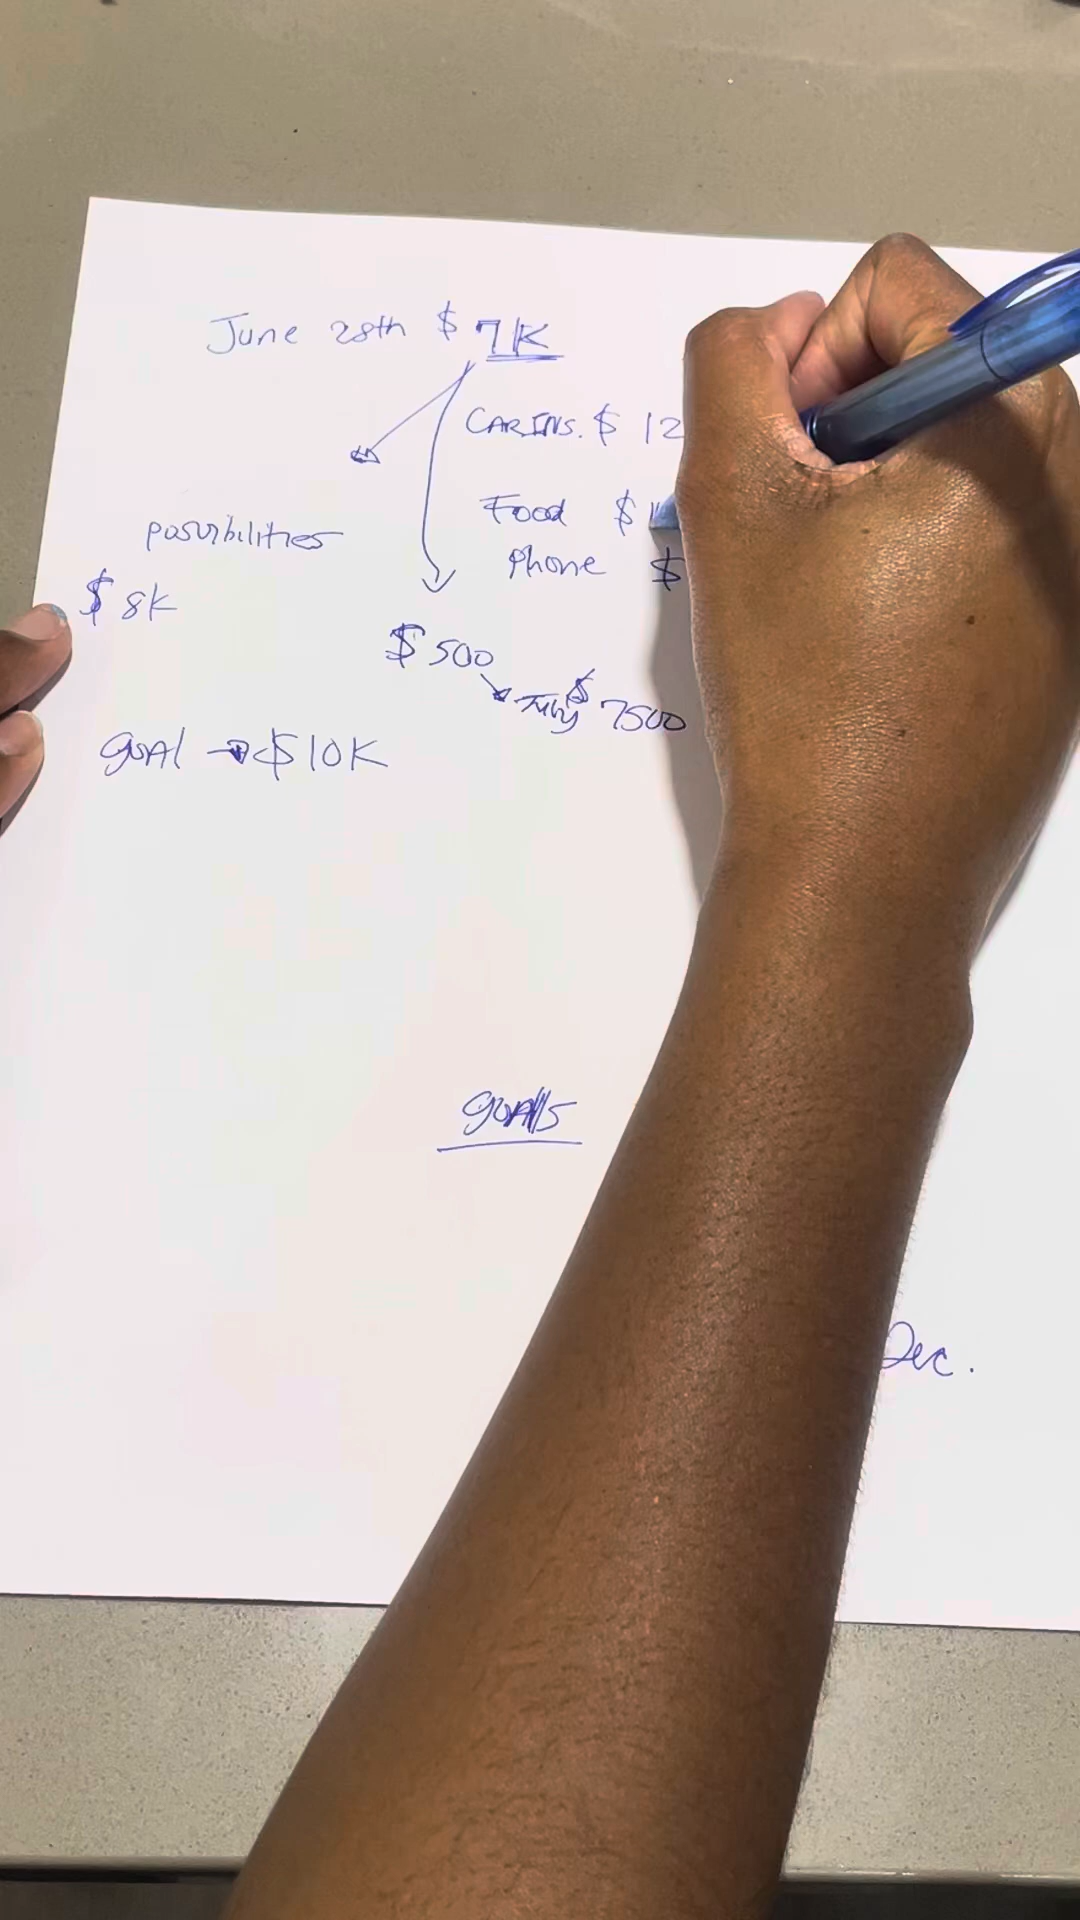 June 28th $ 7K
CAR INS. $ 12
Food $
phone $
possibilities
$ 8K
$ 500
July $ 7500
goal → $ 10K
goals
Dec.